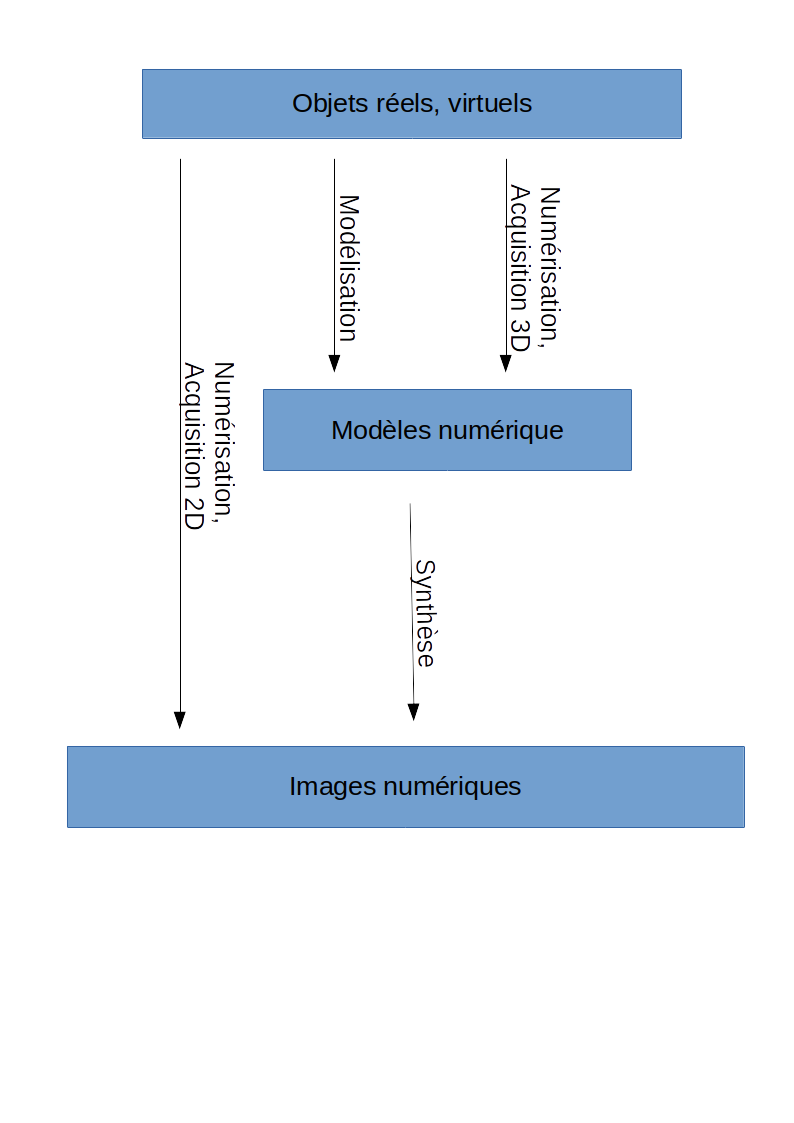 Objets réels, virtuels
Numérisation,
Acquisition 2D
Modélisation
Numérisation,
Acquisition 3D
Modèles numérique
Synthèse
Images numériques